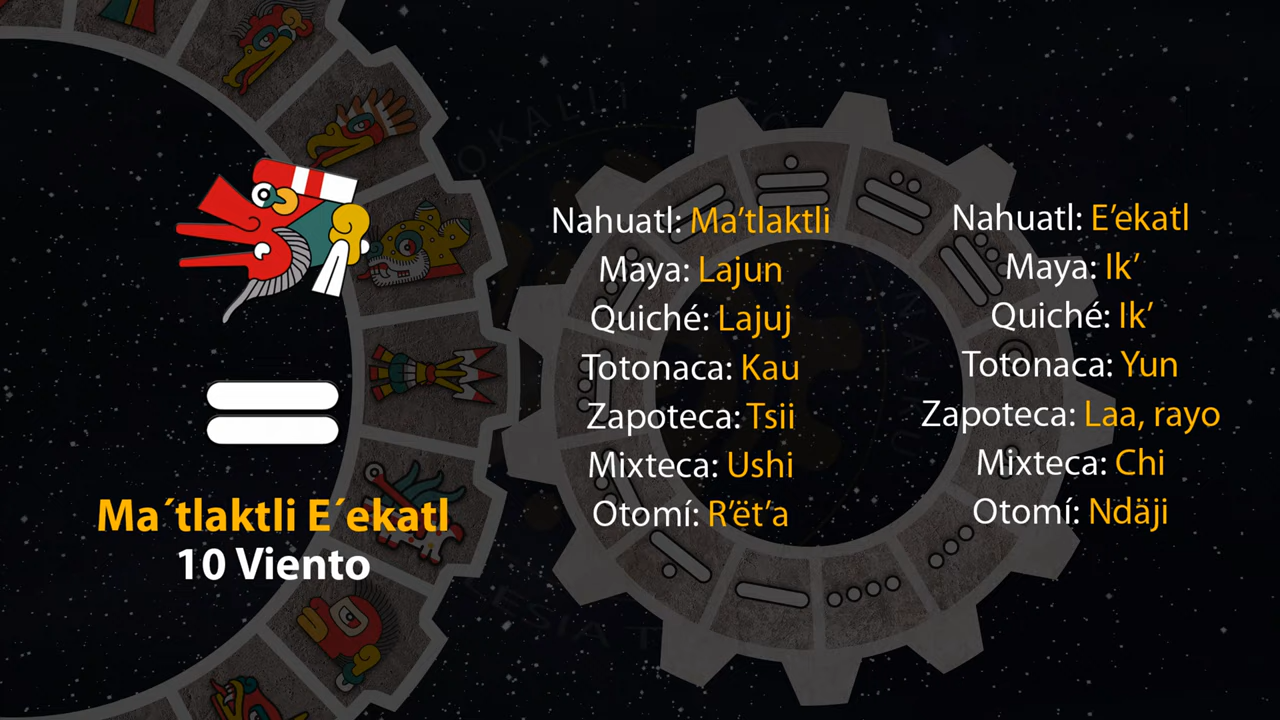 Nahuatl: Ma’tlaktli
Maya: Lajun
Quiché: Lajuj
Totonaca: Kau
Zapoteca: Tsii
Mixteca: Ushi
Otomí: R’ët’a
Nahuatl: E’ekatl
Maya: Ik’
Quiché: Ik’
Totonaca: Yun
Zapoteca: Laa, rayo
Mixteca: Chi
Otomí: Ndäji
Ma´tlaktli E´ekatl
10 Viento